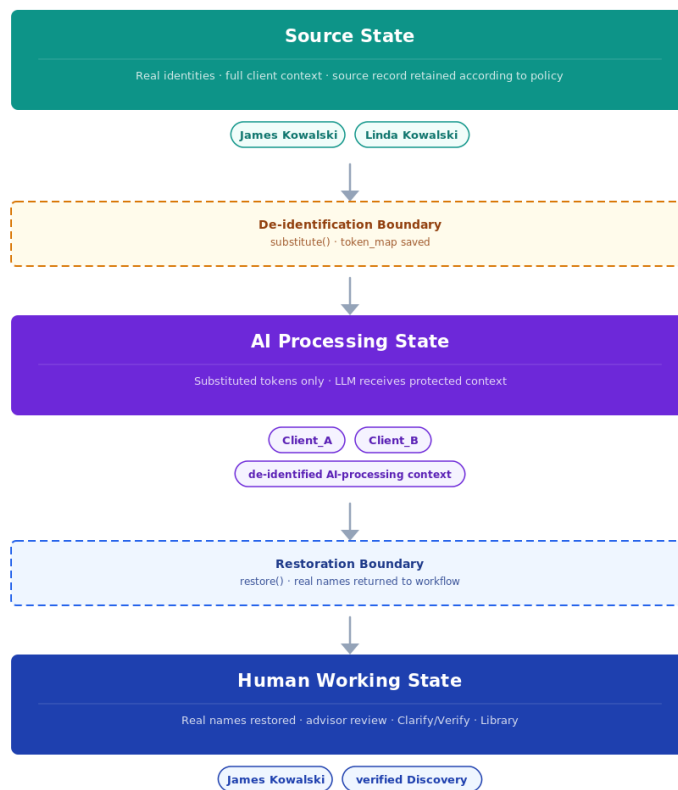 Source State
Real identities · full client context · source record retained according to policy
James Kowalski Linda Kowalski
De-identification Boundary
substitute() · token_map saved
AI Processing State
Substituted tokens only · LLM receives protected context
Client_A Client_B
de-identified AI-processing context
Restoration Boundary
restore() · real names returned to workflow
Human Working State
Real names restored · advisor review · Clarify/Verify · Library
James Kowalski verified Discovery